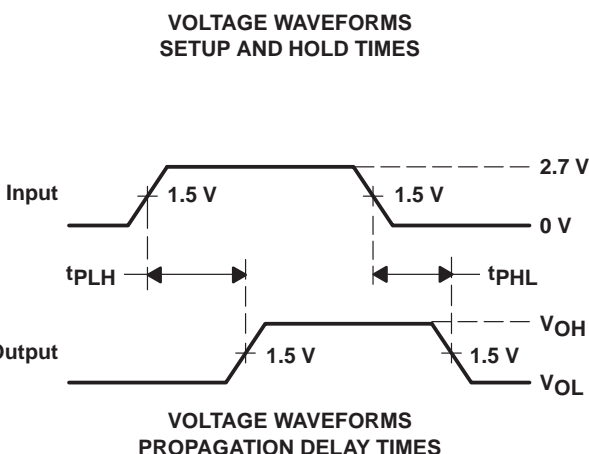 VOLTAGE WAVEFORMS
SETUP AND HOLD TIMES
2.7 V
Input
1.5 V
1.5 V
0 V
tPLH
tPHL
VOH
Output
1.5 V
1.5 V
VOL
VOLTAGE WAVEFORMS
PROPAGATION DELAY TIMES